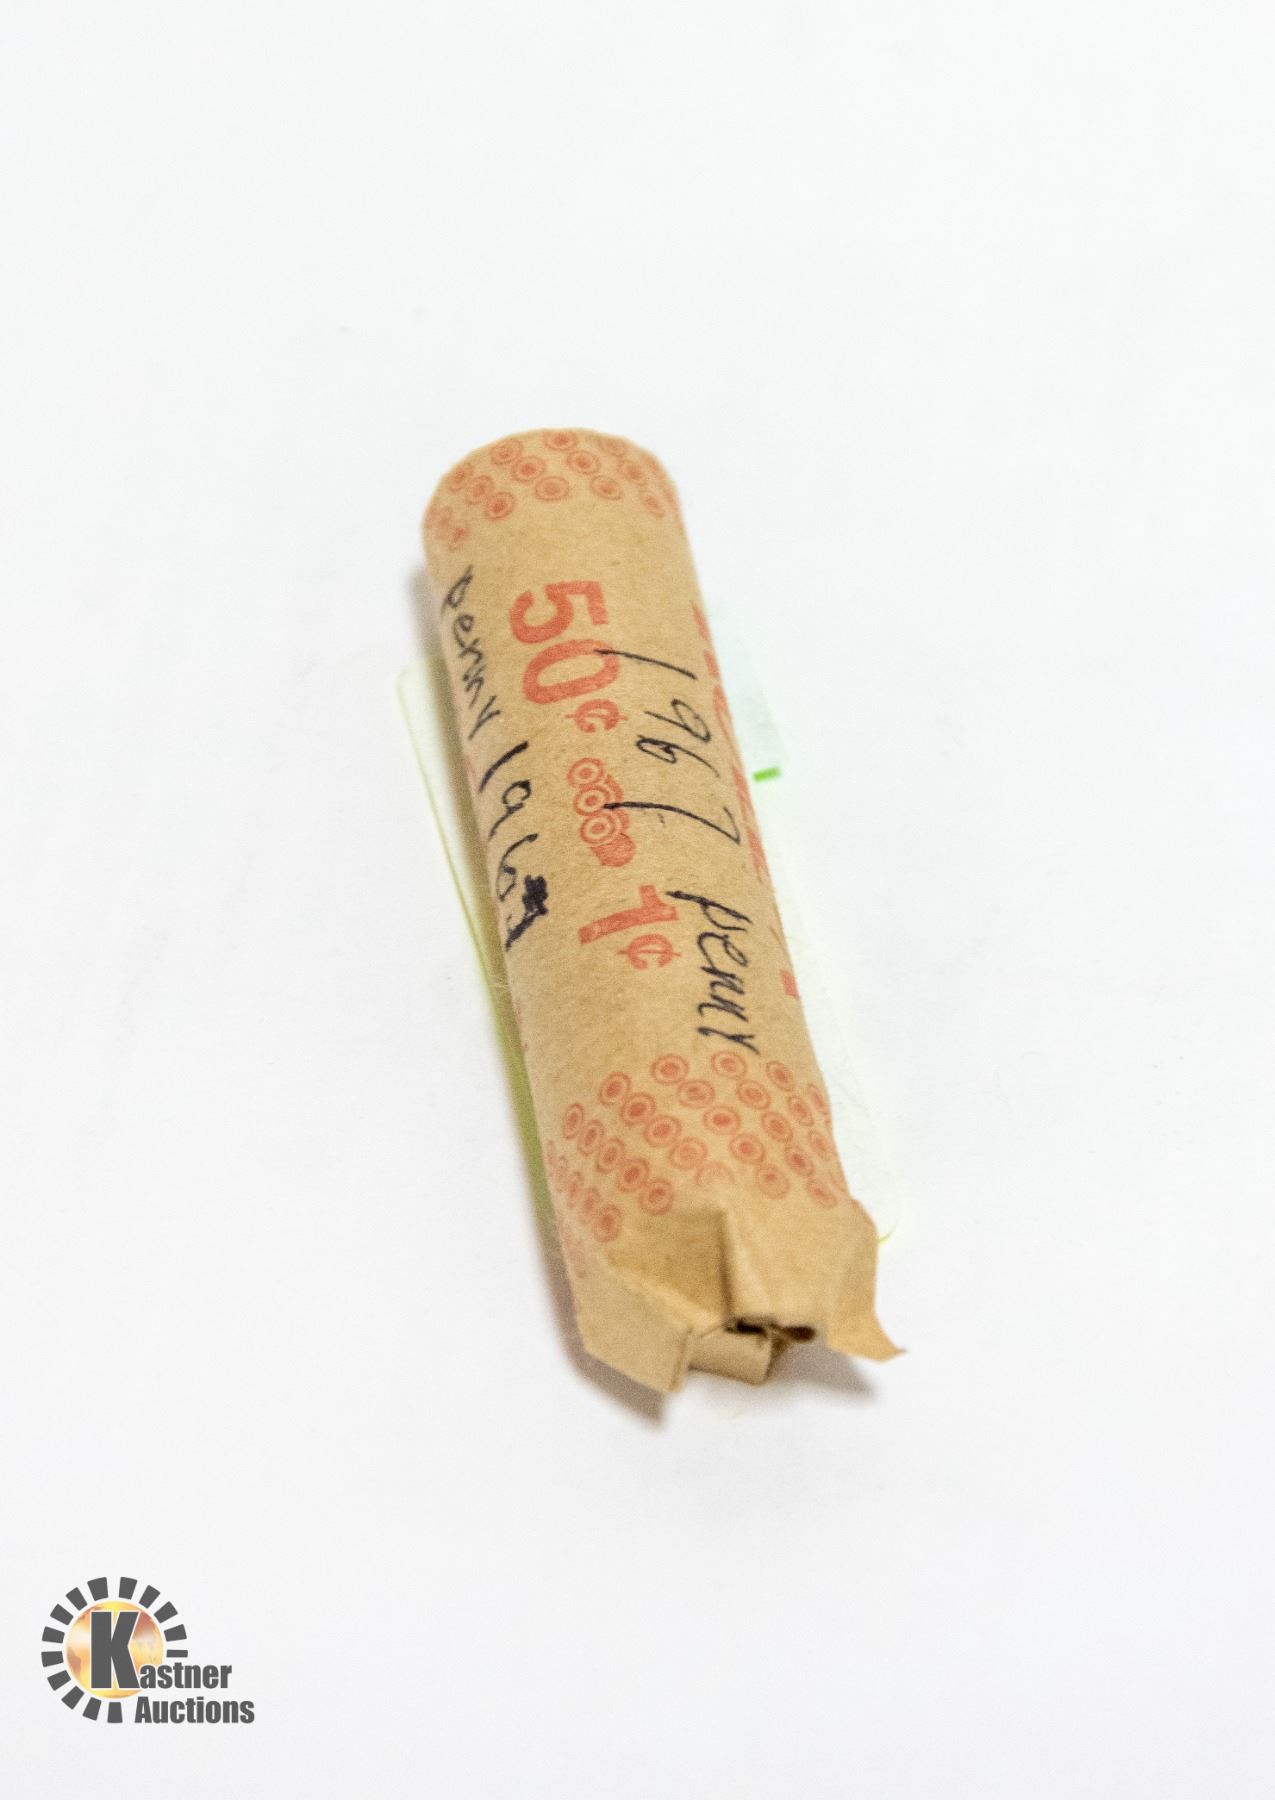 penny 1967
50¢ 1¢
1967 penny
Kastner
Auctions